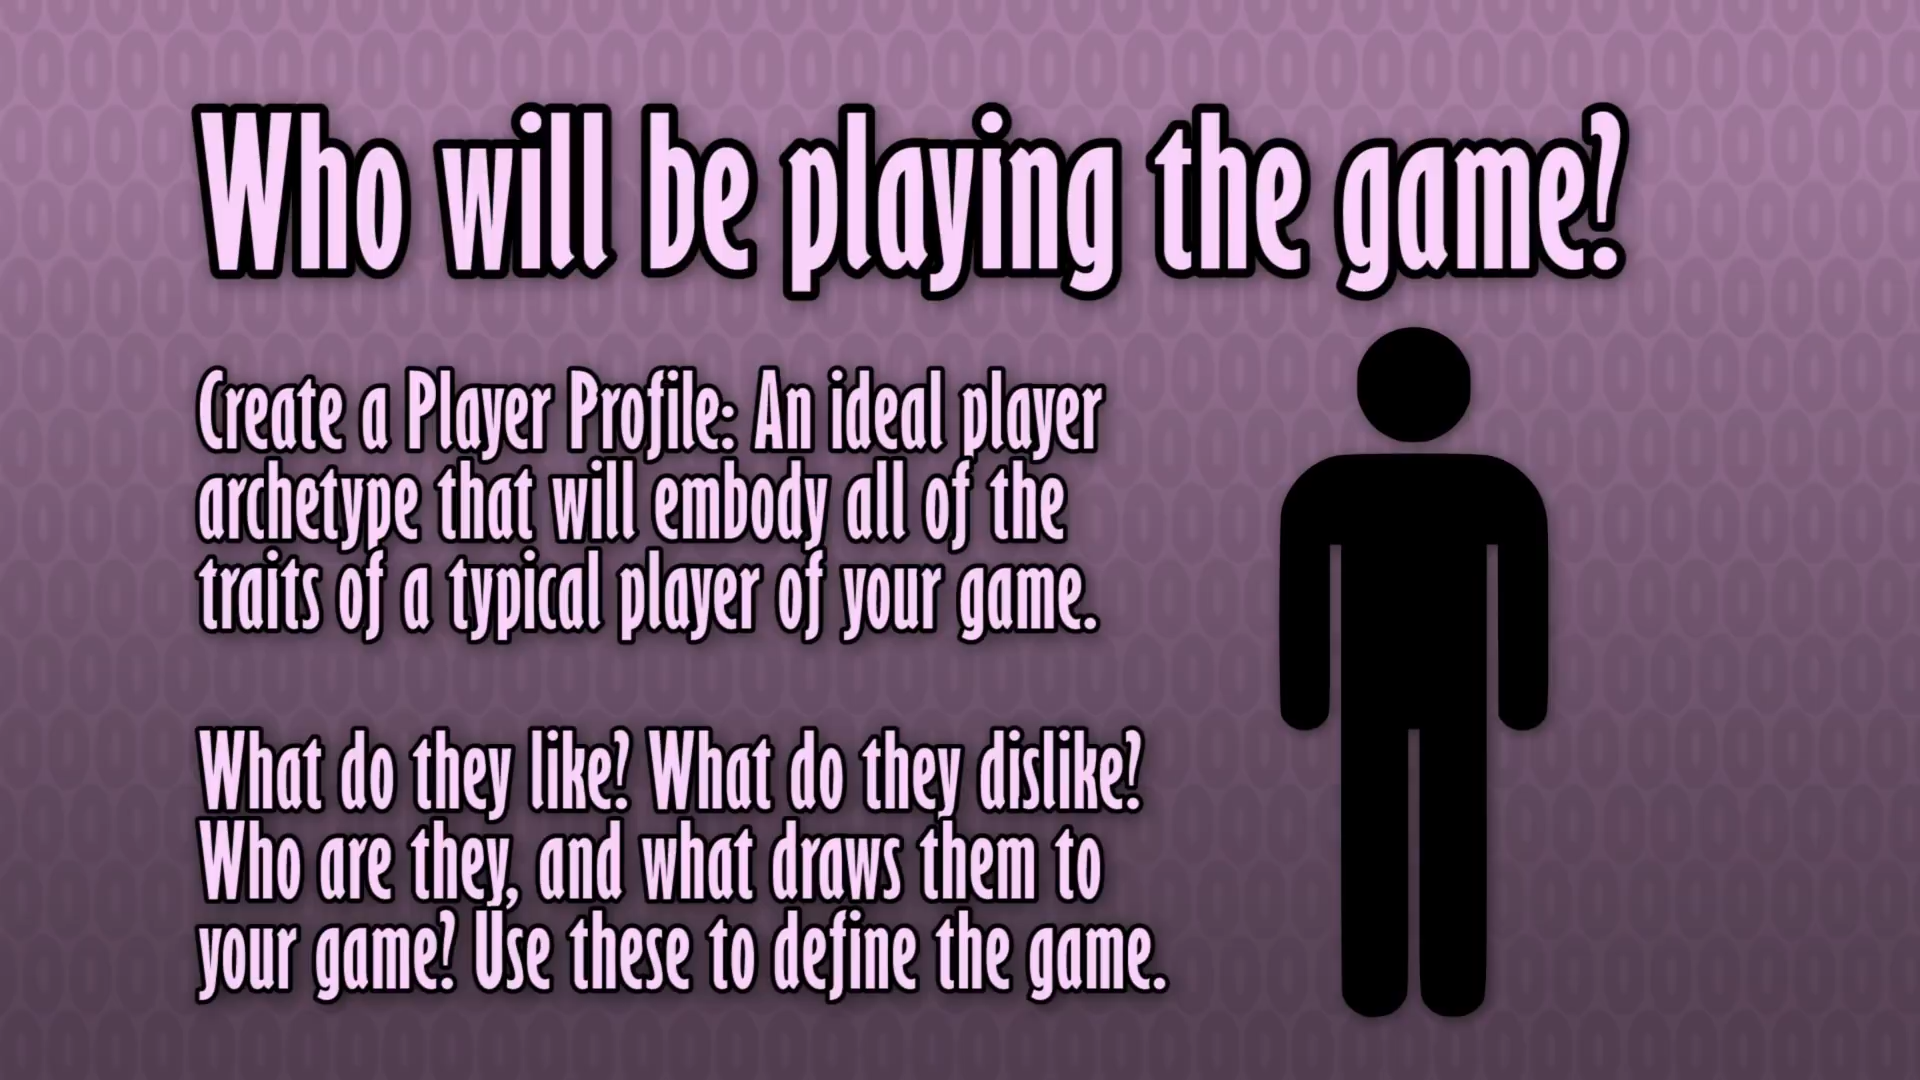 Who will be playing the game?
Create a Player Profile: An ideal player
archetype that will embody all of the
traits of a typical player of your game.
What do they like? What do they dislike?
Who are they, and what draws them to
your game? Use these to define the game.